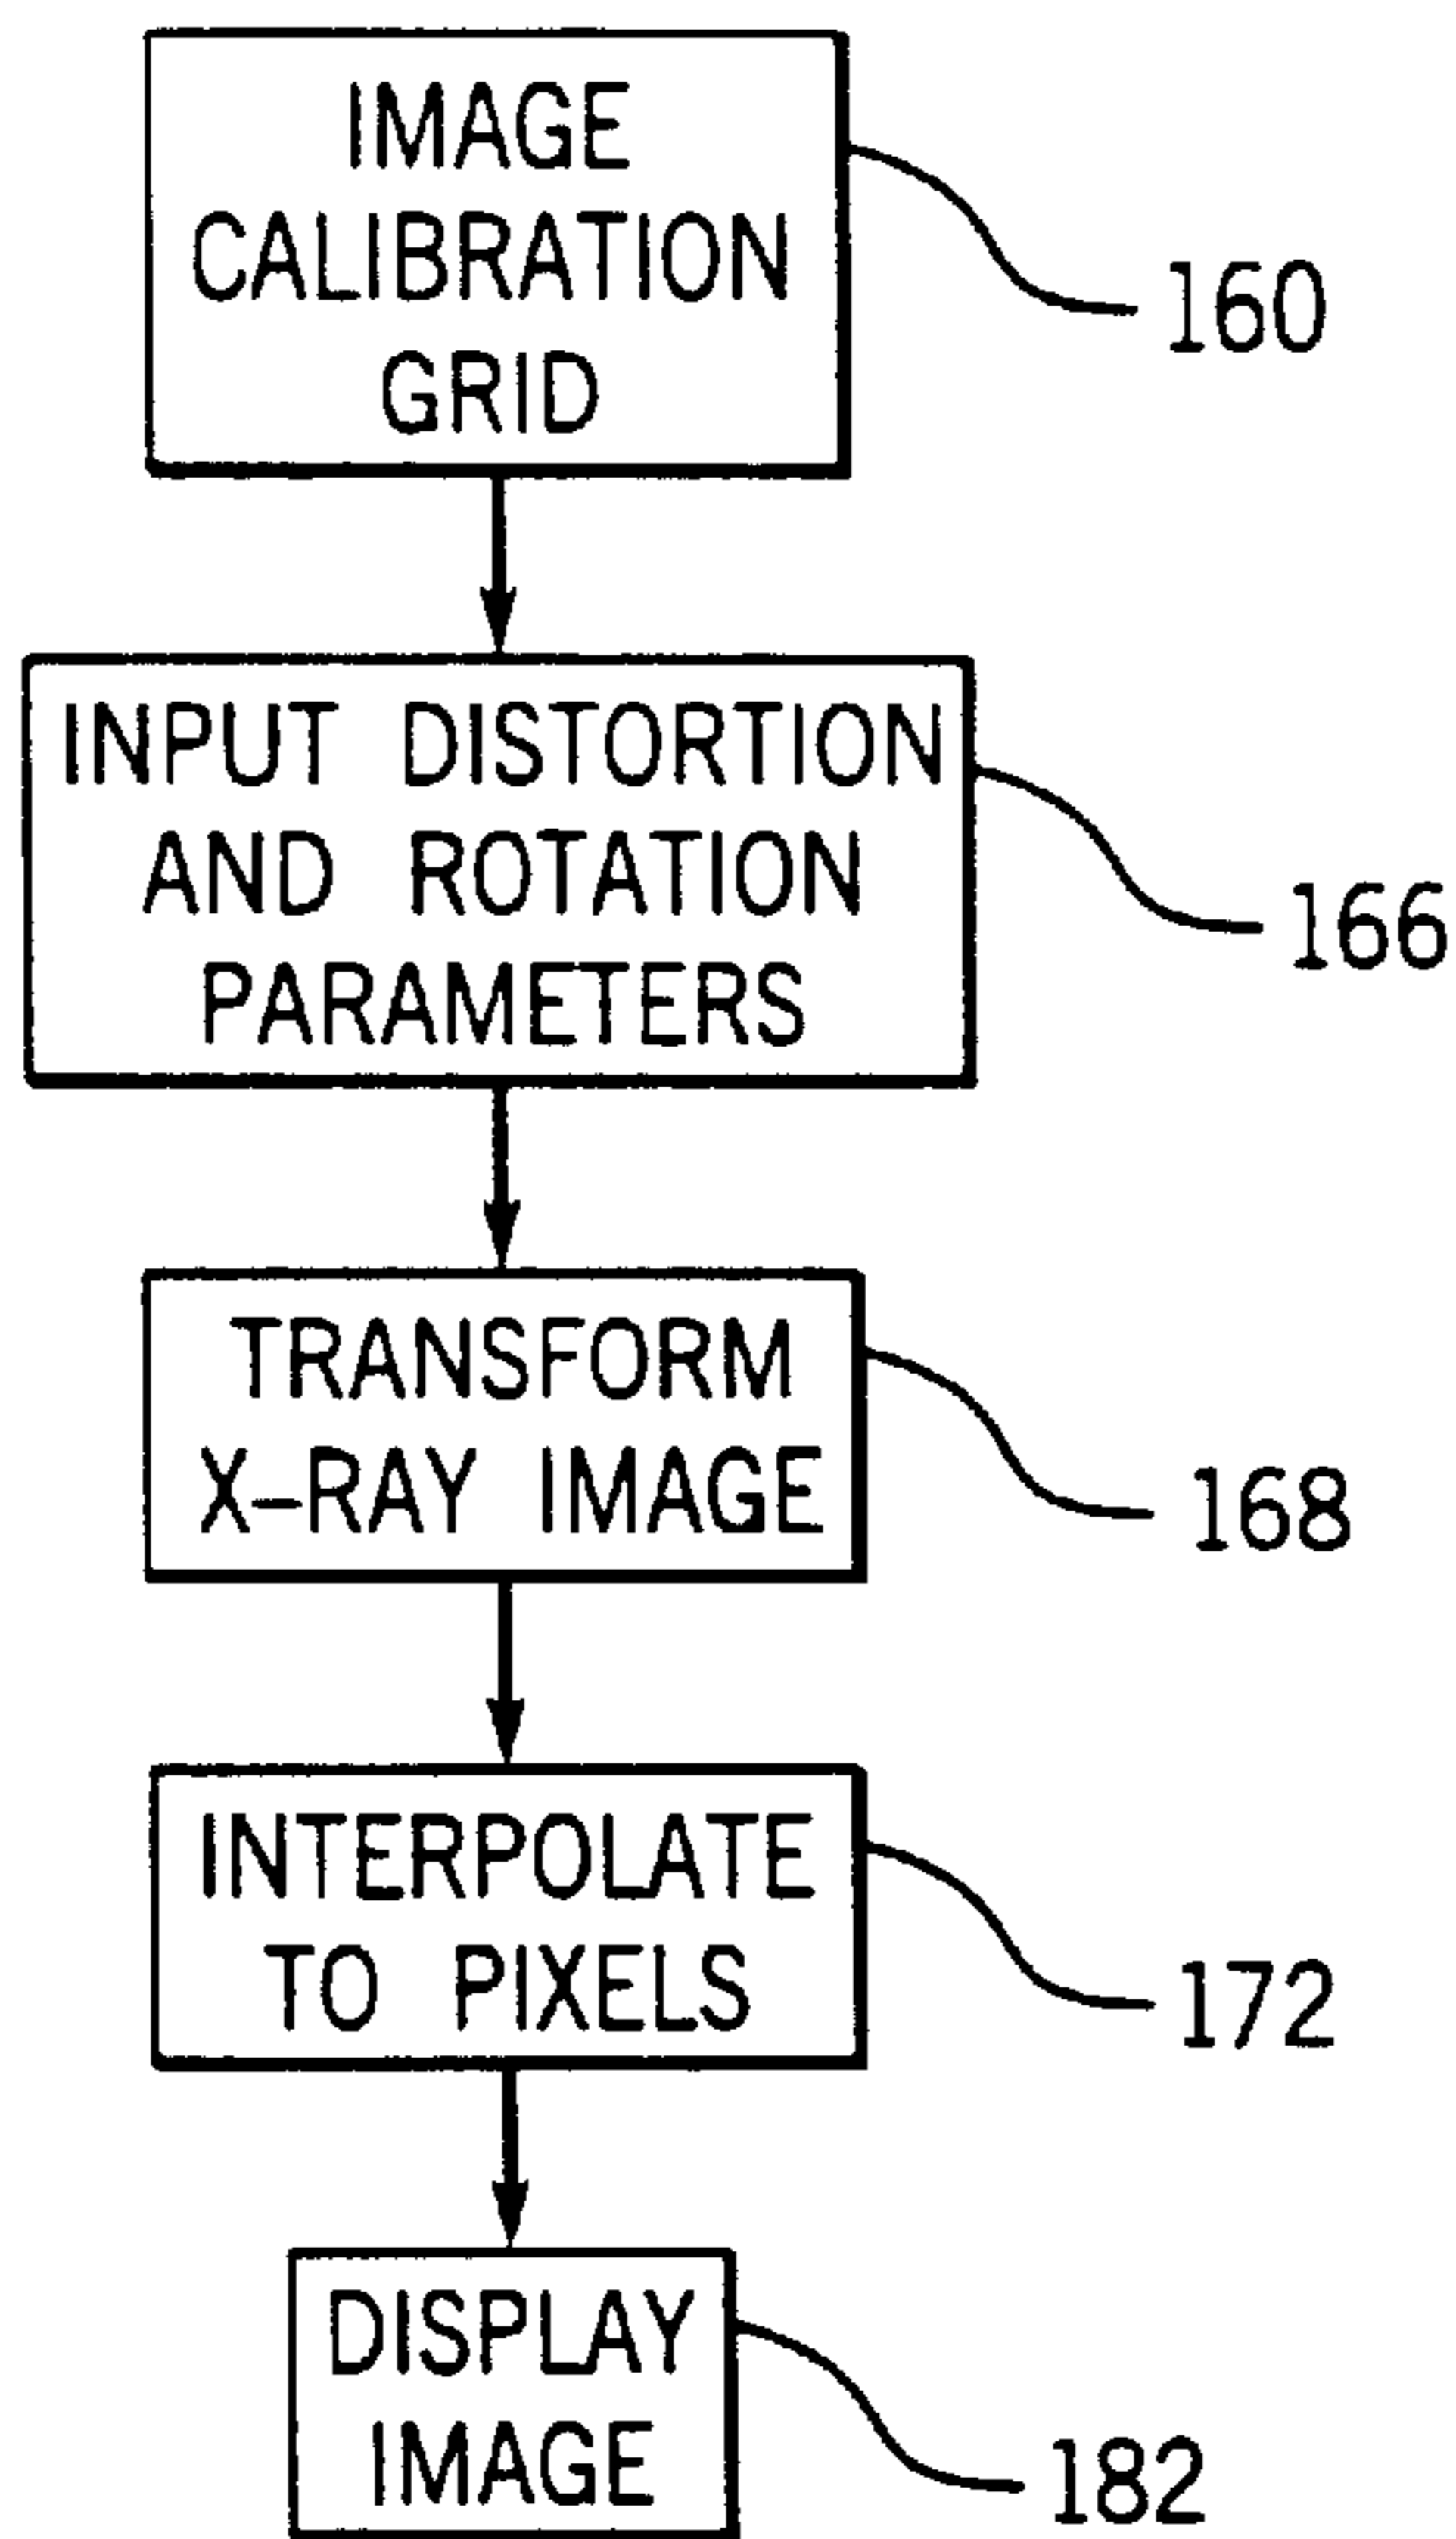 IMAGE
CALIBRATION
GRID
160
INPUT DISTORTION
AND ROTATION
PARAMETERS
166
TRANSFORM
X-RAY IMAGE
168
INTERPOLATE
TO PIXELS
172
DISPLAY
IMAGE
182